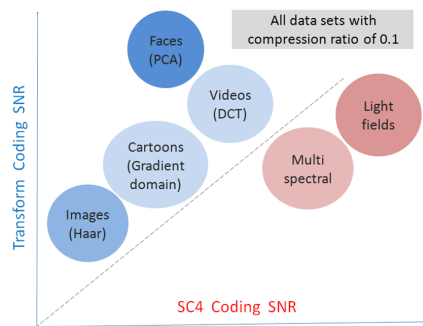 All data sets with
compression ratio of 0.1
Faces
(PCA)
Videos
(DCT)
Light
fields
Cartoons
(Gradient
domain)
Multi
spectral
Images
(Haar)
Transform Coding SNR
SC4 Coding SNR